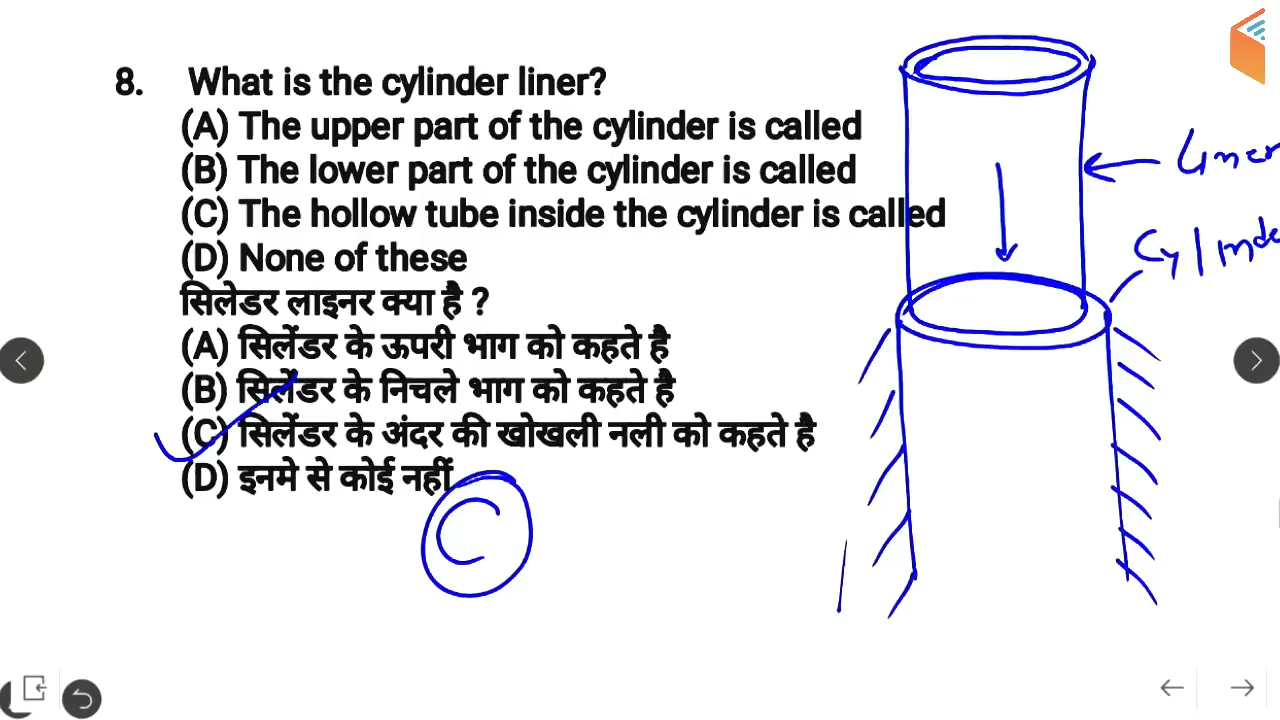 8. What is the cylinder liner?
(A) The upper part of the cylinder is called
(B) The lower part of the cylinder is called
(C) The hollow tube inside the cylinder is called
(D) None of these
सिलेडर लाइनर क्या है ?
(A) सिलेंडर के ऊपरी भाग को कहते है
(B) सिलेंडर के निचले भाग को कहते है
(C) सिलेंडर के अंदर की खोखली नली को कहते है
(D) इनमे से कोई नहीं
C
Liner
Cylinde